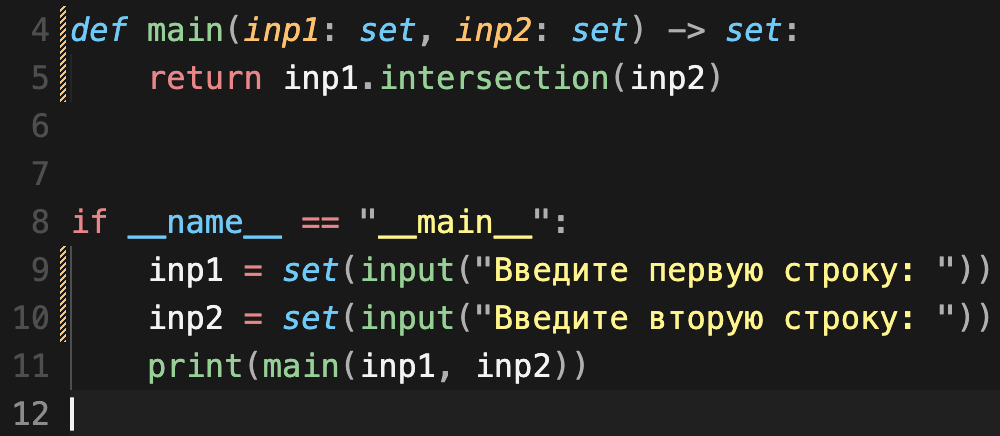 4 def main(inp1: set, inp2: set) -> set:
5     return inp1.intersection(inp2)
6
7
8 if __name__ == "__main__":
9     inp1 = set(input("Введите первую строку: "))
10     inp2 = set(input("Введите вторую строку: "))
11     print(main(inp1, inp2))
12